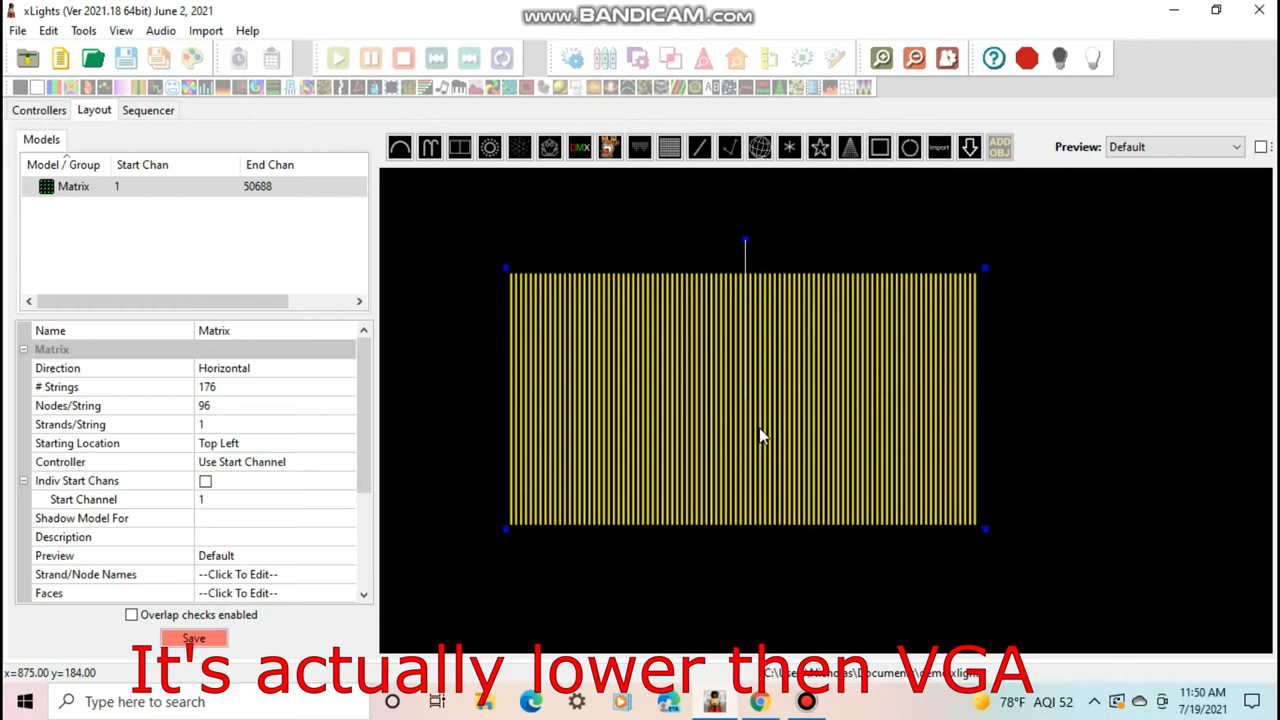 xLights (Ver 2021.18 64bit) June 2, 2021
www.BANDICAM.com
File Edit Tools View Audio Import Help
Controllers Layout Sequencer
Models
Model / Group Start Chan End Chan
Matrix 1 50688
DMX
Import
ADD OBJ
Preview: Default
Name Matrix
Matrix
Direction Horizontal
# Strings 176
Nodes/String 96
Strands/String 1
Starting Location Top Left
Controller Use Start Channel
Indiv Start Chans
Start Channel 1
Shadow Model For
Description
Preview Default
Strand/Node Names --Click To Edit--
Faces --Click To Edit--
Overlap checks enabled
Save
It's actually lower then VGA
x=875.00 y=184.00
Type here to search
78°F AQI 52
11:50 AM
7/19/2021